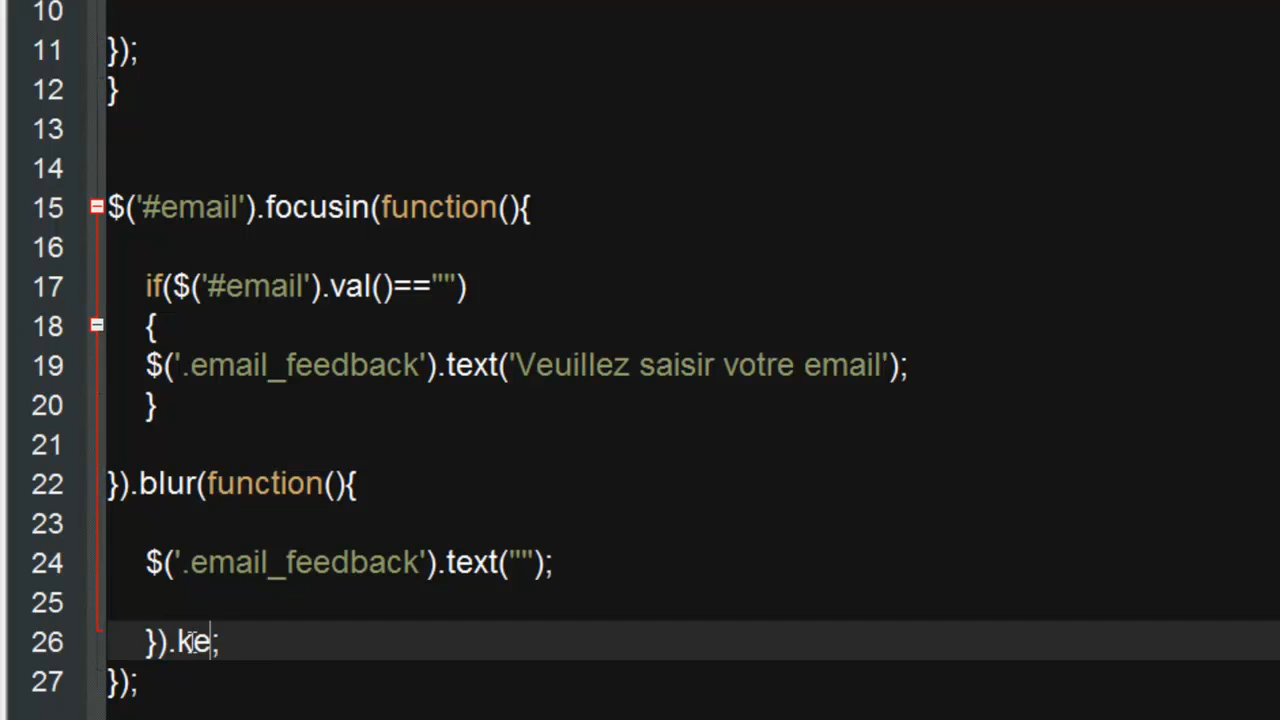 10
11 });
12 }
13
14
15 $('#email').focusin(function(){
16
17 if($('#email').val()=="")
18 {
19 $('.email_feedback').text('Veuillez saisir votre email');
20 }
21
22 }).blur(function(){
23
24 $('.email_feedback').text("");
25
26 }).ke;
27 });